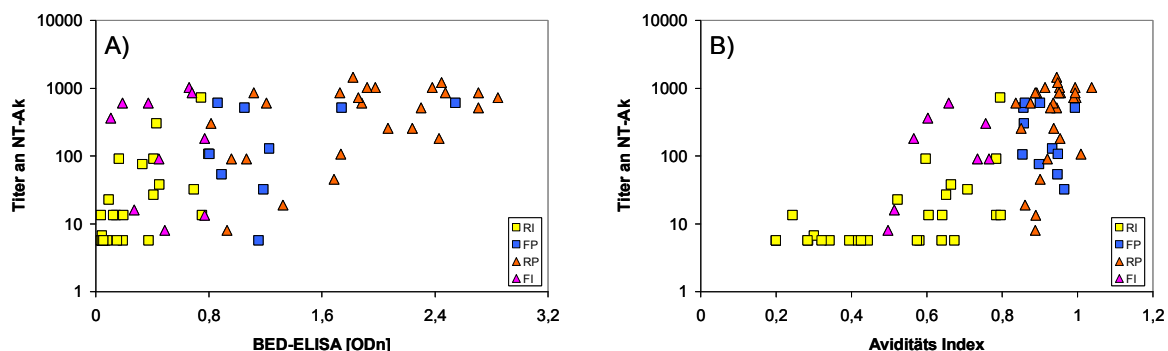 A)
Titer an NT-Ak
10000
1000
100
10
1
0 0,8 1,6 2,4 3,2
BED-ELISA [ODn]
RI
FP
RP
FI
B)
Titer an NT-Ak
10000
1000
100
10
1
0 0,2 0,4 0,6 0,8 1 1,2
Aviditäts Index
RI
FP
RP
FI